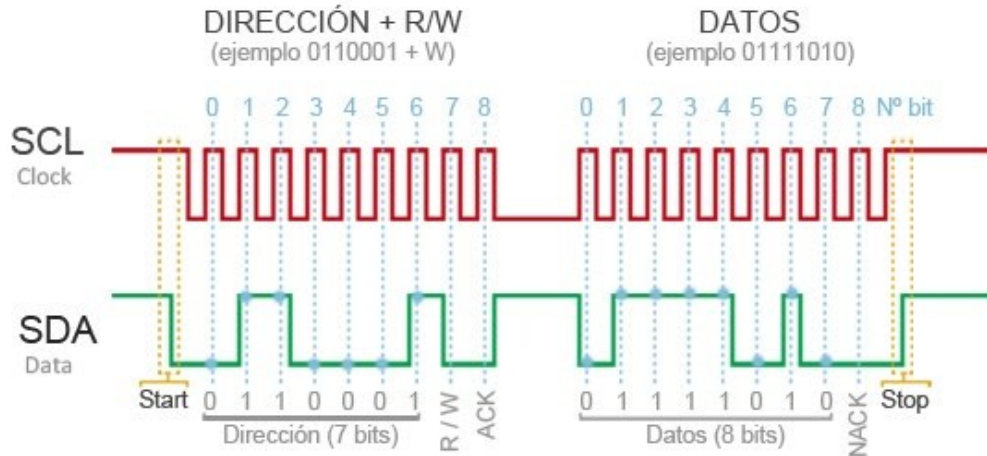 DIRECCIÓN + R/W
(ejemplo 0110001 + W)
DATOS
(ejemplo 01111010)
0 1 2 3 4 5 6 7 8
0 1 2 3 4 5 6 7 8 Nº bit
SCL
Clock
SDA
Data
Start
0 1 1 0 0 0 1
R / W
ACK
Dirección (7 bits)
0 1 1 1 1 0 1 0
NACK
Datos (8 bits)
Stop